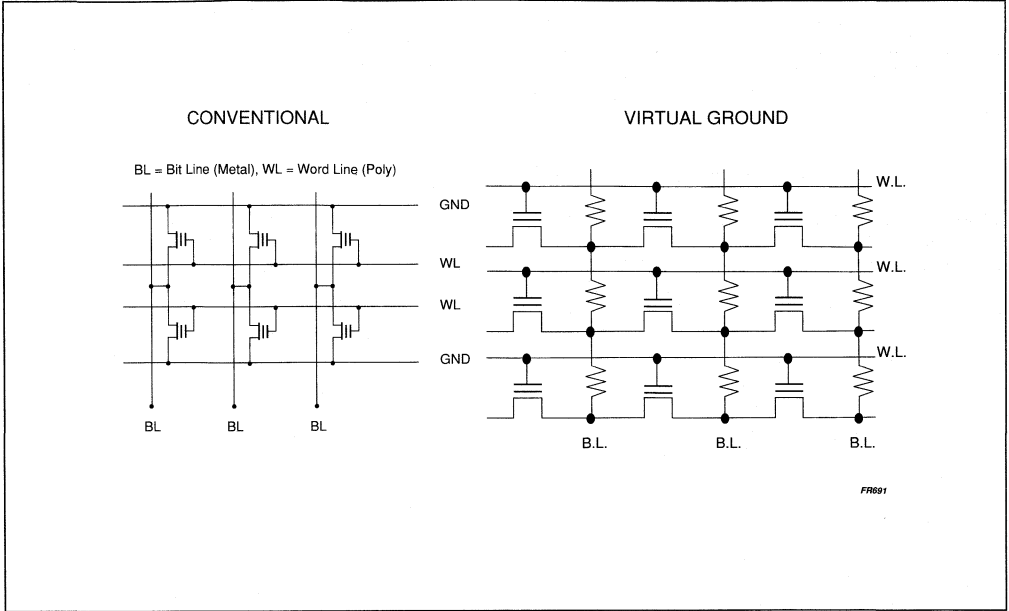 CONVENTIONAL
BL = Bit Line (Metal), WL = Word Line (Poly)
GND
WL
WL
GND
BL
BL
BL
VIRTUAL GROUND
W.L.
W.L.
W.L.
B.L.
B.L.
B.L.
FR691